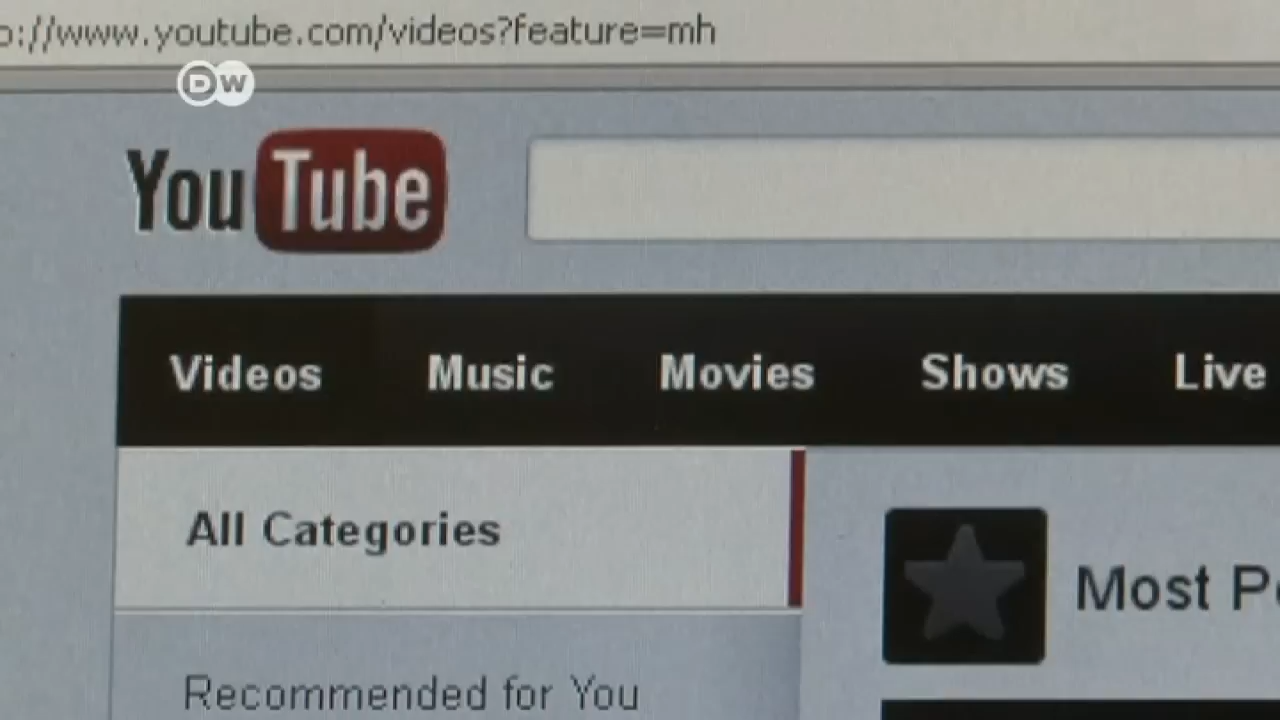 p://www.youtube.com/videos?feature=mh
DW
YouTube
Videos Music Movies Shows Live
All Categories
Most
Recommended for You